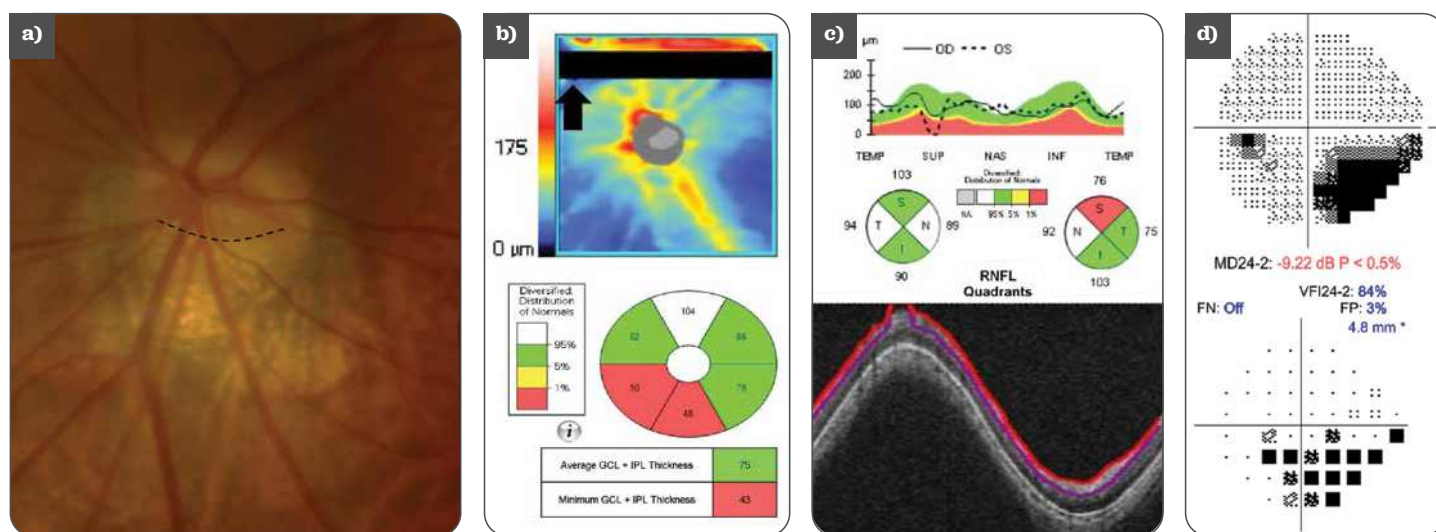 a)
b)
175
0 µm
Diversified:
Distribution
of Normals
95%
5%
1%
104
82
86
50
78
48
Average GCL + IPL Thickness
75
Minimum GCL + IPL Thickness
43
c)
µm
OD
OS
200
100
0
TEMP
SUP
NAS
INF
TEMP
103
Diversified:
Distribution of Normals
76
NA
95%
5%
1%
S
S
94
T
N
89
92
N
T
75
I
I
90
RNFL
Quadrants
103
d)
MD24-2: -9.22 dB P < 0.5%
VFI24-2: 84%
FN: Off
FP: 3%
4.8 mm *